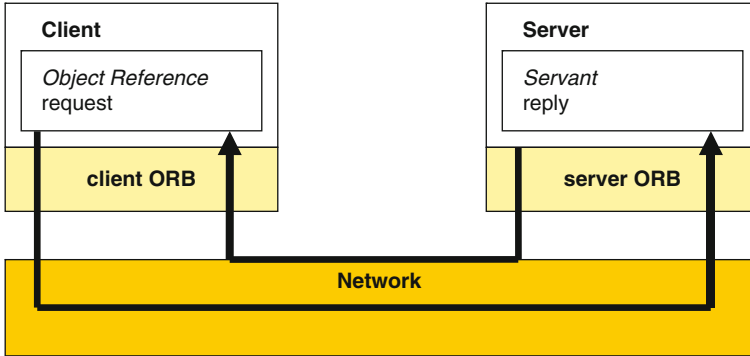 Client
Object Reference
request
client ORB
Server
Servant
reply
server ORB
Network